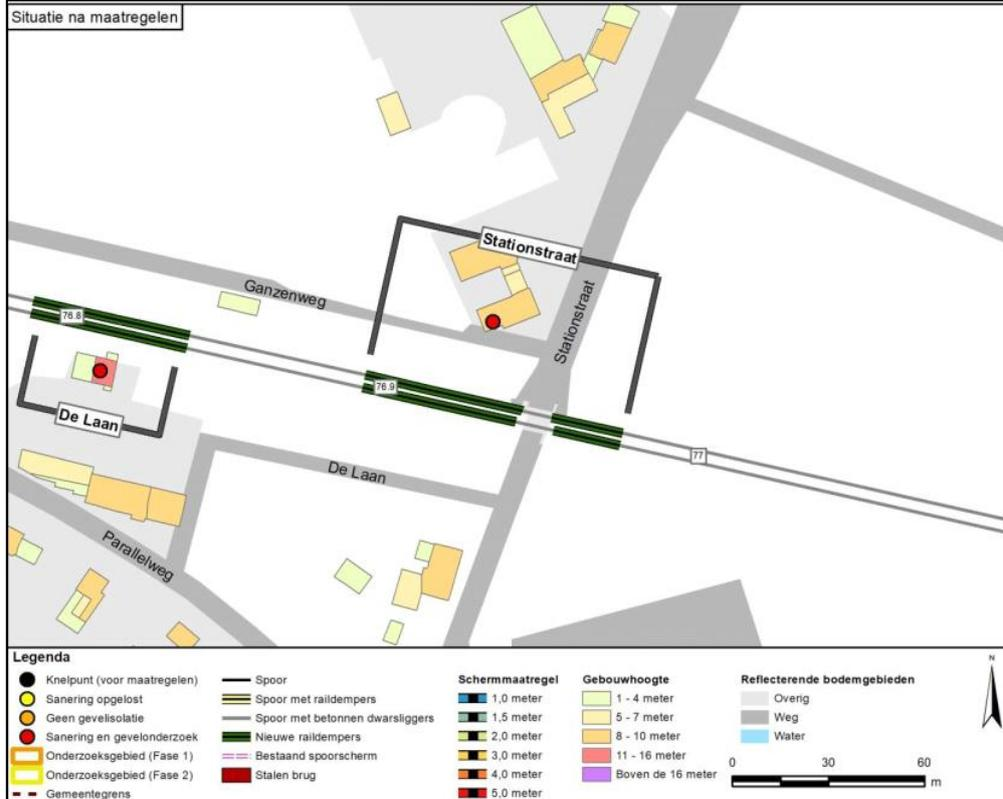 Situatie na maatregelen
Stationstraat
Ganzenweg
Stationstraat
76.8
76.9
De Laan
77
De Laan
Parallelweg
Legenda
Knelpunt (voor maatregelen)
Sanering opgelost
Geen gevelisolatie
Sanering en gevelonderzoek
Onderzoeksgebied (Fase 1)
Onderzoeksgebied (Fase 2)
Gemeentegrens
Spoor
Spoor met raildempers
Spoor met betonnen dwarsliggers
Nieuwe raildempers
Bestaand spoorscherm
Stalen brug
Schermmaatregel
1,0 meter
1,5 meter
2,0 meter
3,0 meter
4,0 meter
5,0 meter
Gebouwhoogte
1 - 4 meter
5 - 7 meter
8 - 10 meter
11 - 16 meter
Boven de 16 meter
Reflecterende bodemgebieden
Overig
Weg
Water
N
0 30 60
m